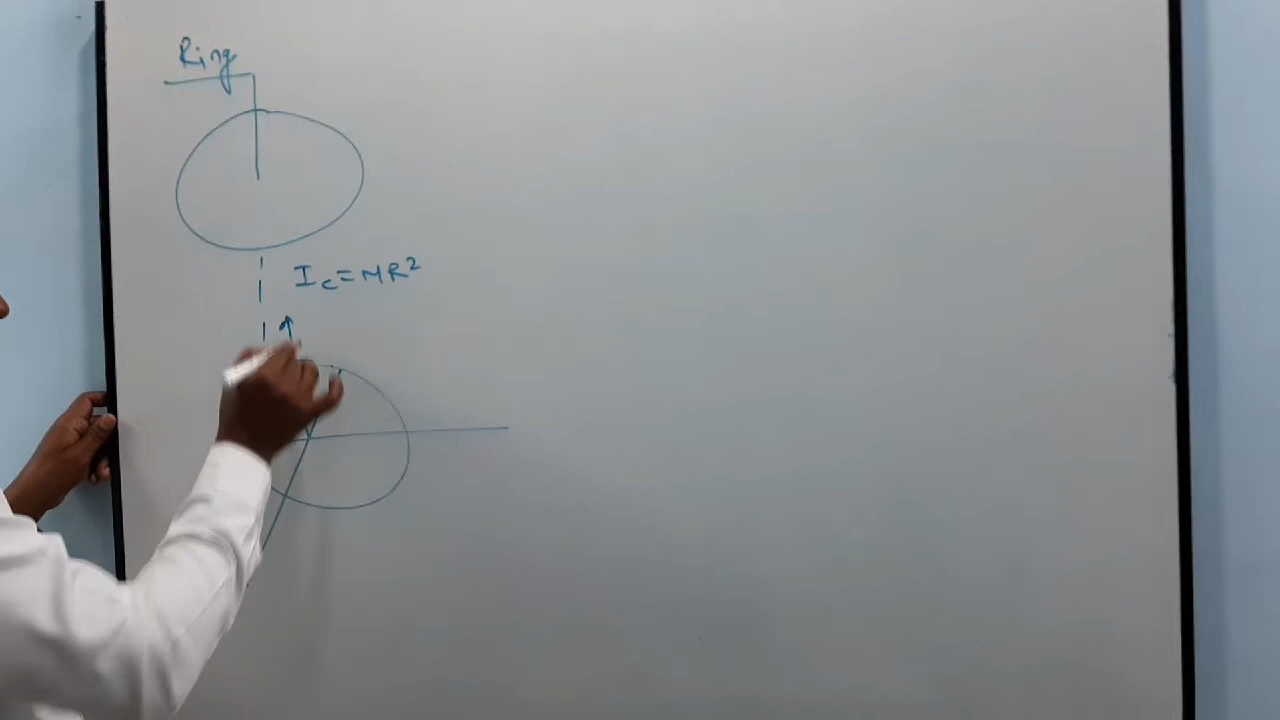 Ring
I_C = MR²